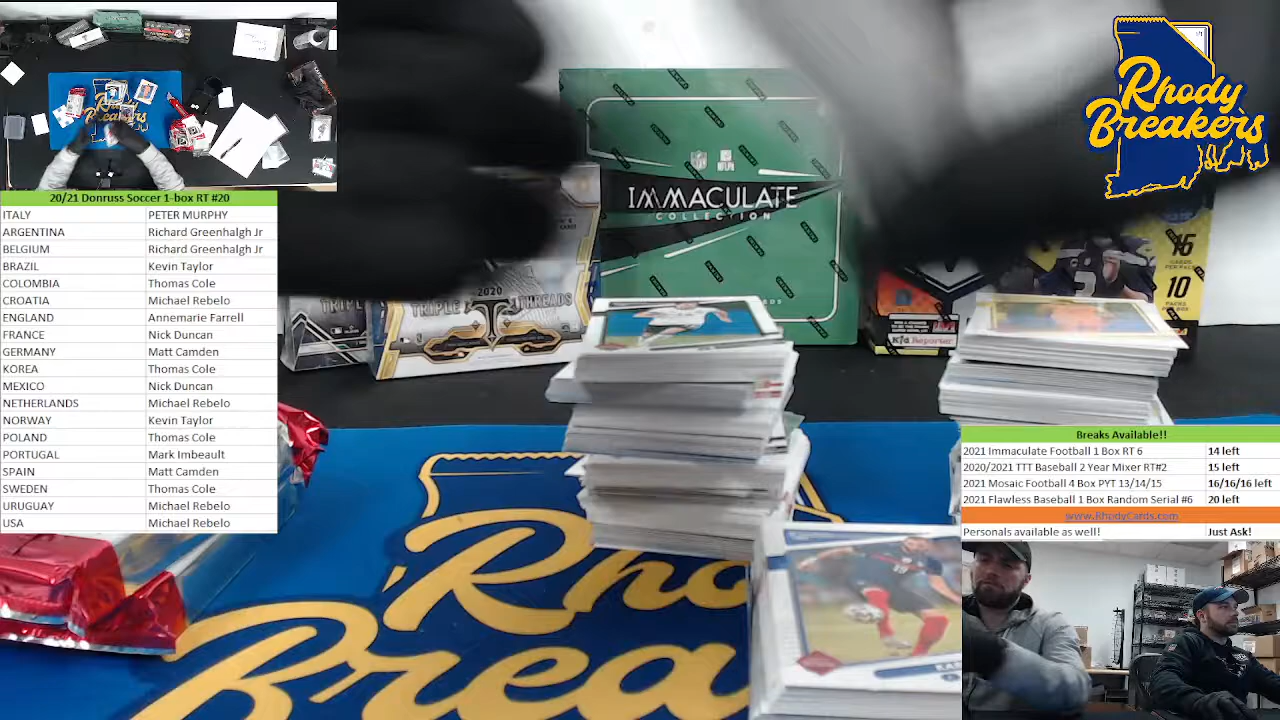 20/21 Donruss Soccer 1-box RT #20
ITALY PETER MURPHY
ARGENTINA Richard Greenhalgh Jr
BELGIUM Richard Greenhalgh Jr
BRAZIL Kevin Taylor
COLOMBIA Thomas Cole
CROATIA Michael Rebelo
ENGLAND Annemarie Farrell
FRANCE Nick Duncan
GERMANY Matt Camden
KOREA Thomas Cole
MEXICO Nick Duncan
NETHERLANDS Michael Rebelo
NORWAY Kevin Taylor
POLAND Thomas Cole
PORTUGAL Mark Imbeault
SPAIN Matt Camden
SWEDEN Thomas Cole
URUGUAY Michael Rebelo
USA Michael Rebelo
IMMACULATE
COLLECTION
2020
TRIPLE THREADS
TRIPLE
Rhody
Breakers
16
10
Breaks Available!!
2021 Immaculate Football 1 Box RT 6 14 left
2020/2021 TTT Baseball 2 Year Mixer RT#2 15 left
2021 Mosaic Football 4 Box PYT 13/14/15 16/16/16 left
2021 Flawless Baseball 1 Box Random Serial #6 20 left
www.RhodyCards.com
Personals available as well! Just Ask!